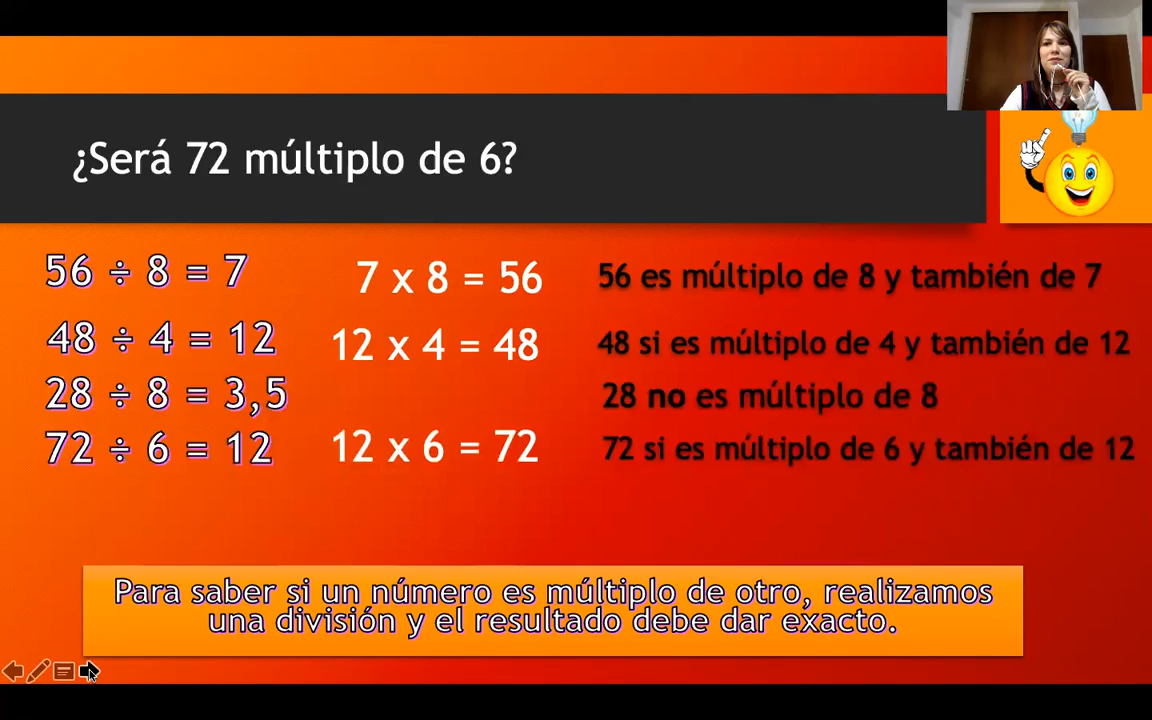 ¿Será 72 múltiplo de 6?
56 ÷ 8 = 7
7 x 8 = 56
56 es múltiplo de 8 y también de 7
48 ÷ 4 = 12
12 x 4 = 48
48 si es múltiplo de 4 y también de 12
28 ÷ 8 = 3,5
28 no es múltiplo de 8
72 ÷ 6 = 12
12 x 6 = 72
72 si es múltiplo de 6 y también de 12
Para saber si un número es múltiplo de otro, realizamos
una división y el resultado debe dar exacto.